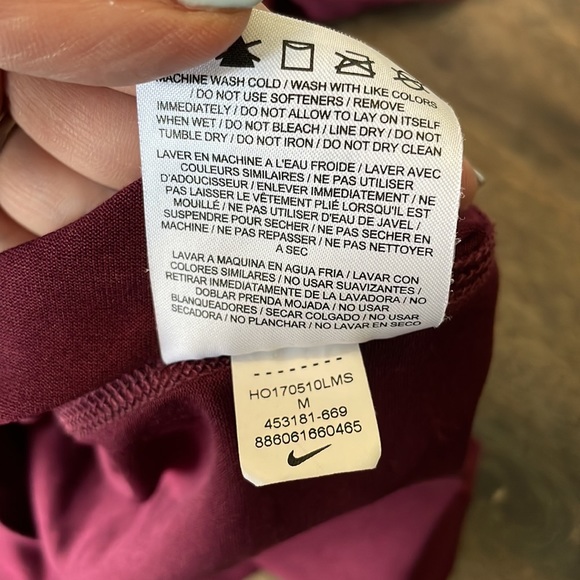 MACHINE WASH COLD / WASH WITH LIKE COLORS
/ DO NOT USE SOFTENERS / REMOVE
IMMEDIATELY / DO NOT ALLOW TO LAY ON ITSELF
WHEN WET / DO NOT BLEACH / LINE DRY / DO NOT
TUMBLE DRY / DO NOT IRON / DO NOT DRY CLEAN
LAVER EN MACHINE A L'EAU FROIDE / LAVER AVEC
COULEURS SIMILAIRES / NE PAS UTILISER
D'ADOUCISSEUR / ENLEVER IMMEDIATEMENT / NE
PAS LAISSER LE VÊTEMENT PLIÉ LORSQU'IL EST
MOUILLÉ / NE PAS UTILISER D'EAU DE JAVEL /
SUSPENDRE POUR SECHER / NE PAS SECHER EN
MACHINE / NE PAS REPASSER / NE PAS NETTOYER
A SEC
LAVAR A MAQUINA EN AGUA FRIA / LAVAR CON
COLORES SIMILARES / NO USAR SUAVIZANTES /
RETIRAR INMEDIATAMENTE DE LA LAVADORA / NO
DOBLAR PRENDA MOJADA / NO USAR
BLANQUEADORES / SECAR COLGADO / NO USAR
SECADORA / NO PLANCHAR / NO LAVAR EN SECO
HO170510LMS
M
453181-669
886061660465